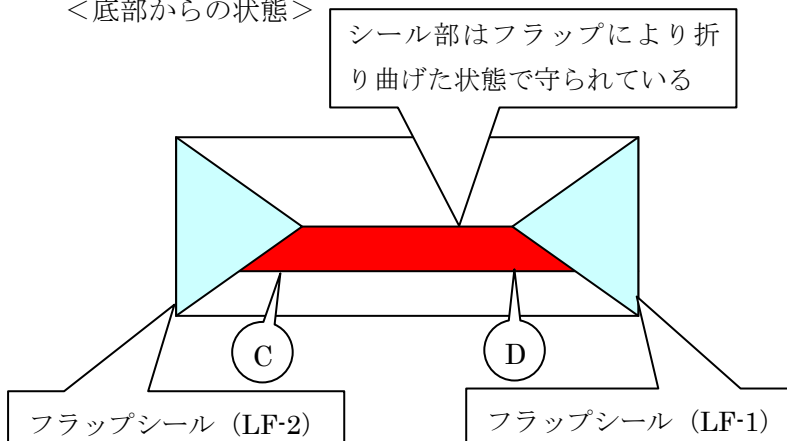 <底部からの状態>
シール部はフラップにより折
り曲げた状態で守られている
C
D
フラップシール（LF-2）
フラップシール（LF-1）